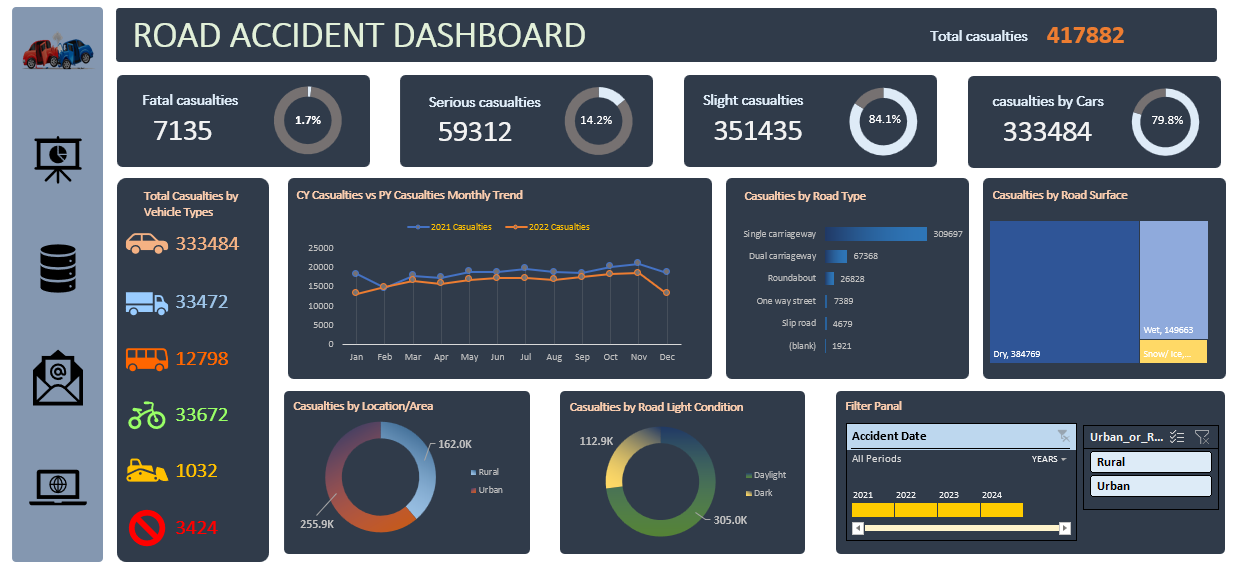 ROAD ACCIDENT DASHBOARD
Total casualties 417882
Fatal casualties
7135
1.7%
Serious casualties
59312
14.2%
Slight casualties
351435
84.1%
casualties by Cars
333484
79.8%
Total Casualties by
Vehicle Types
333484
33472
12798
33672
1032
3424
CY Casualties vs PY Casualties Monthly Trend
2021 Casualties 2022 Casualties
25000
20000
15000
10000
5000
0
Jan Feb Mar Apr May Jun Jul Aug Sep Oct Nov Dec
Casualties by Road Type
Single carriageway 309697
Dual carriageway 67368
Roundabout 26828
One way street 7389
Slip road 4679
(blank) 1921
Casualties by Road Surface
Dry, 384769
Wet, 149663
Snow/ Ice,...
Casualties by Location/Area
162.0K
255.9K
Rural
Urban
Casualties by Road Light Condition
112.9K
305.0K
Daylight
Dark
Filter Panal
Accident Date
All Periods YEARS
2021 2022 2023 2024
Urban_or_R...
Rural
Urban
@